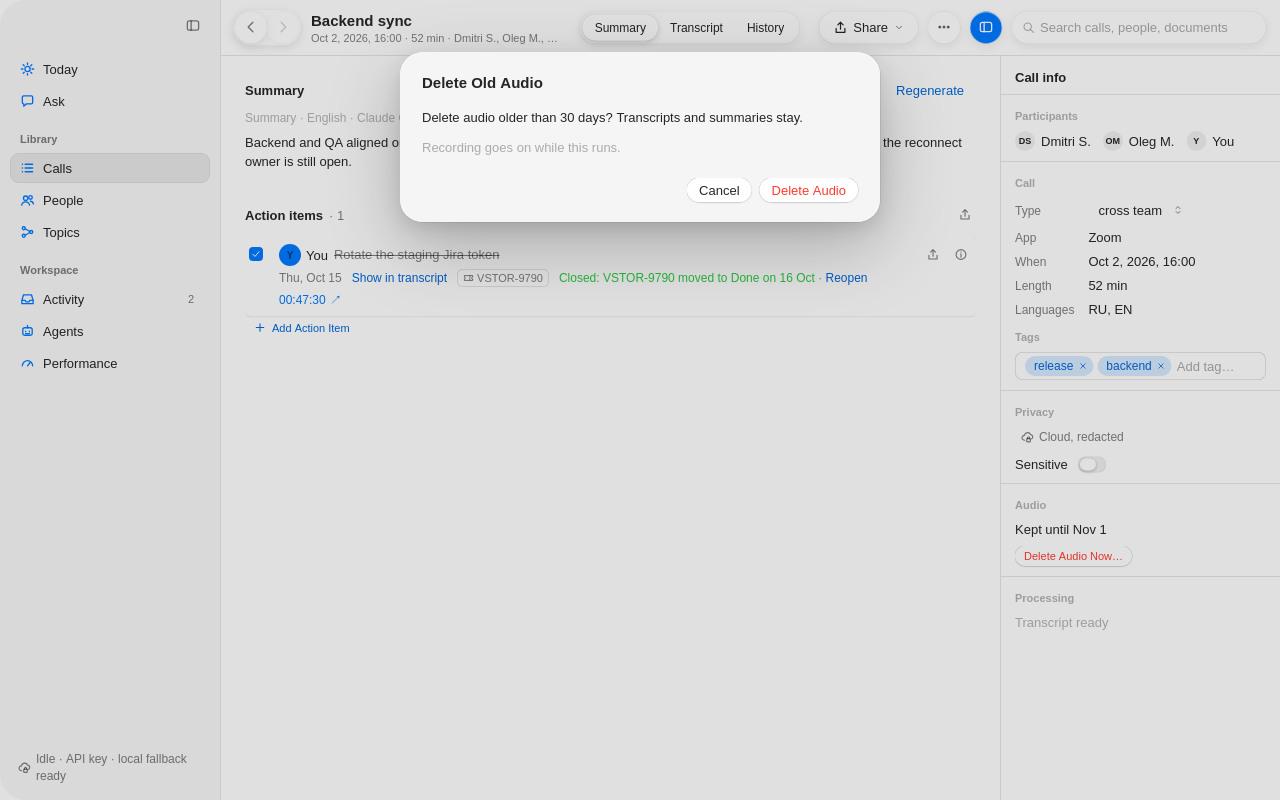 Today
Ask
Library
Calls
People
Topics
Workspace
Activity 2
Agents
Performance
Idle · API key · local fallback
ready
Backend sync
Oct 2, 2026, 16:00 · 52 min · Dmitri S., Oleg M., …
Summary Transcript History
Share
Search calls, people, documents
Delete Old Audio
Delete audio older than 30 days? Transcripts and summaries stay.
Recording goes on while this runs.
Cancel Delete Audio
Summary
Regenerate
Summary · English · Claude
Backend and QA aligned the reconnect
owner is still open.
Action items · 1
Y You Rotate the staging Jira token
Thu, Oct 15 Show in transcript VSTOR-9790 Closed: VSTOR-9790 moved to Done on 16 Oct · Reopen
00:47:30 ↗
+ Add Action Item
Call info
Participants
DS Dmitri S. OM Oleg M. Y You
Call
Type cross team
App Zoom
When Oct 2, 2026, 16:00
Length 52 min
Languages RU, EN
Tags
release × backend × Add tag…
Privacy
Cloud, redacted
Sensitive
Audio
Kept until Nov 1
Delete Audio Now…
Processing
Transcript ready